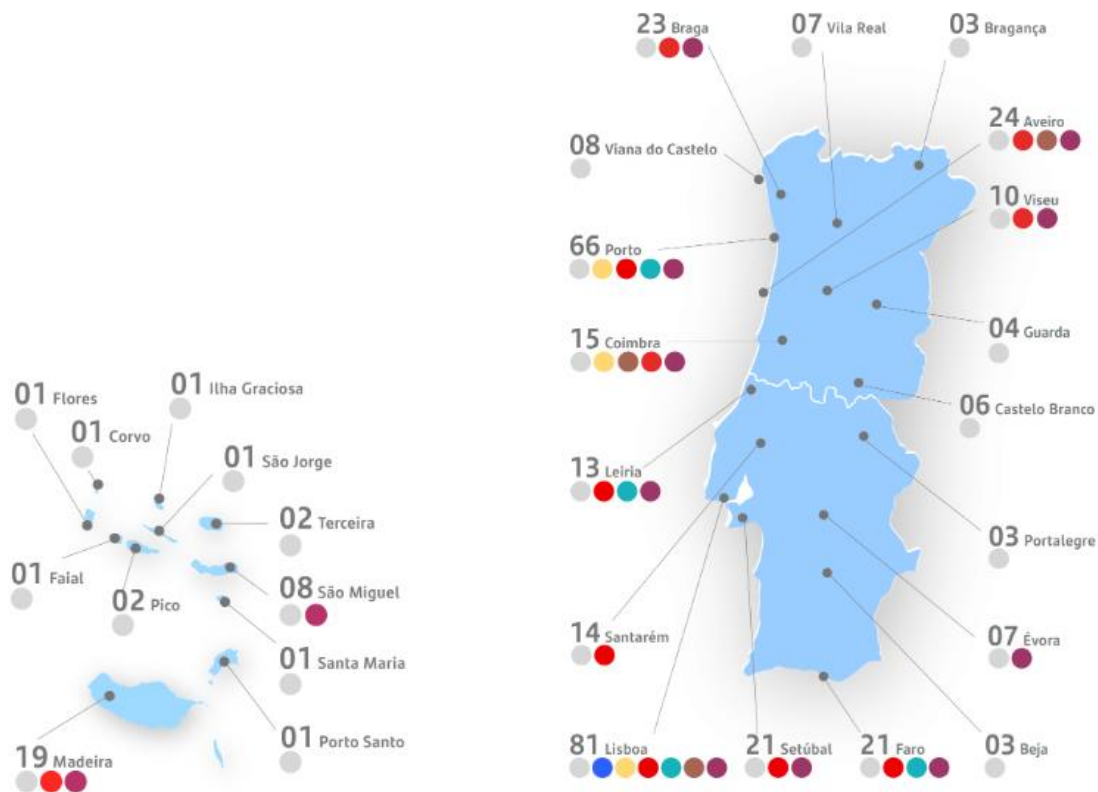 23 Braga
07 Vila Real
03 Bragança
24 Aveiro
08 Viana do Castelo
10 Viseu
66 Porto
04 Guarda
15 Coimbra
06 Castelo Branco
01 Flores
01 Ilha Graciosa
01 Corvo
01 São Jorge
13 Leiria
02 Terceira
03 Portalegre
01 Faial
02 Pico
08 São Miguel
14 Santarém
07 Évora
01 Santa Maria
01 Porto Santo
19 Madeira
81 Lisboa
21 Setúbal
21 Faro
03 Beja